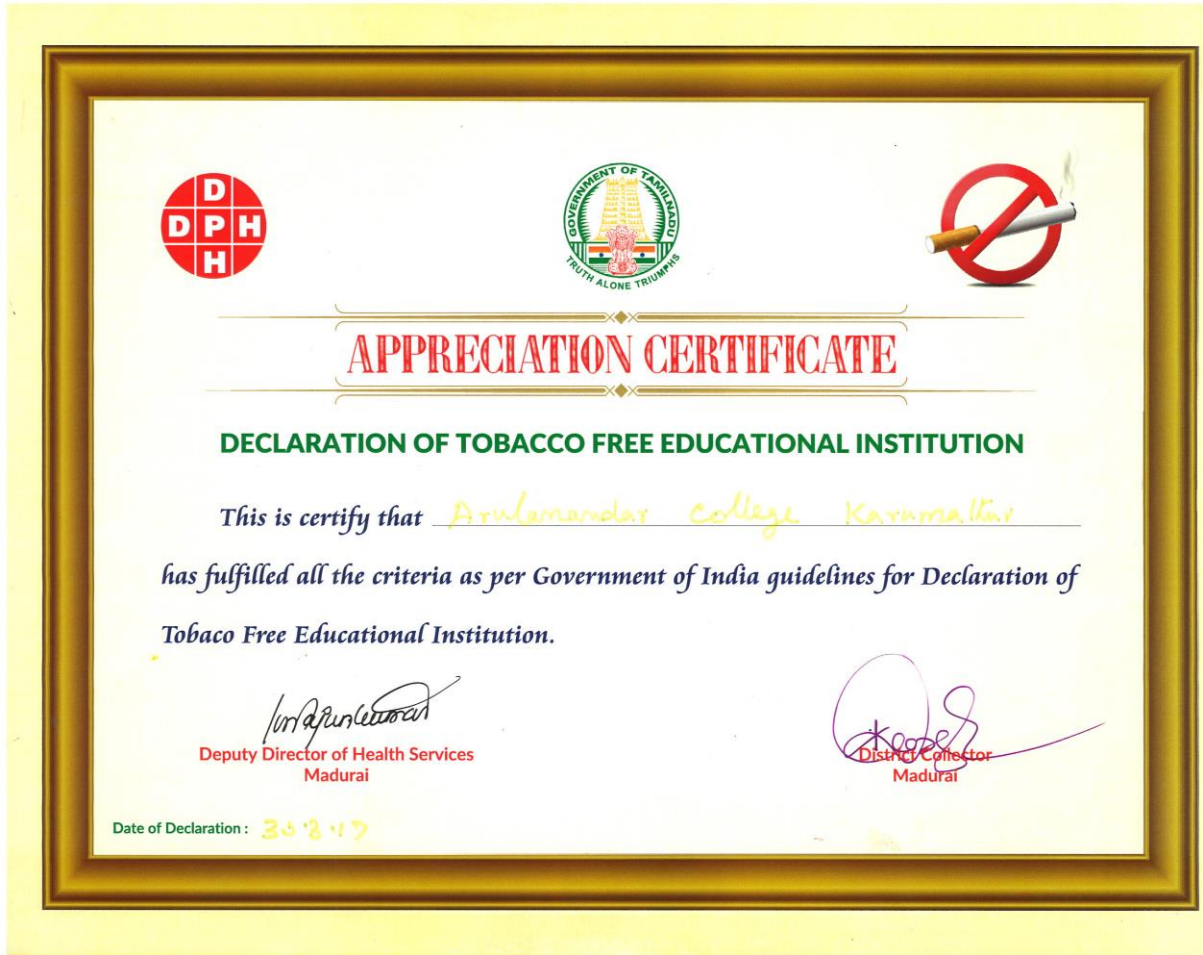 D
DPH
H
GOVERNMENT OF TAMILNADU
TRUTH ALONE TRIUMPHS
APPRECIATION CERTIFICATE
DECLARATION OF TOBACCO FREE EDUCATIONAL INSTITUTION
This is certify that Arulanandar College Karumathur
has fulfilled all the criteria as per Government of India guidelines for Declaration of
Tobaco Free Educational Institution.
Deputy Director of Health Services
Madurai
District Collector
Madurai
Date of Declaration :